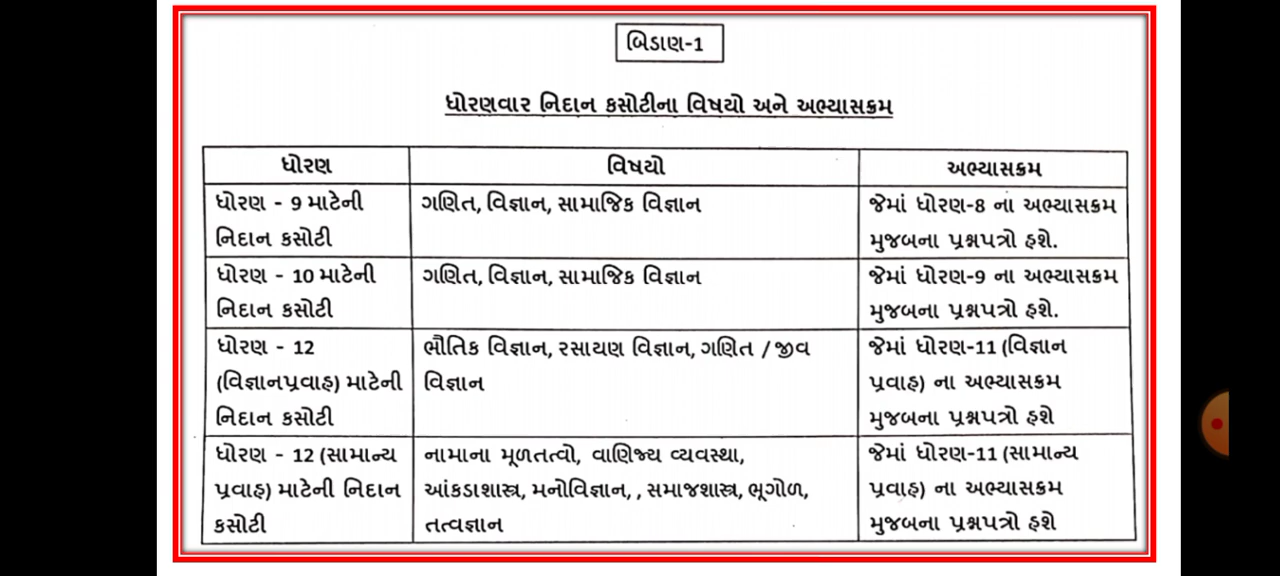 બિડાણ-1
ધોરણવાર નિદાન કસોટીના વિષયો અને અભ્યાસક્રમ
ધોરણ વિષયો અભ્યાસક્રમ
ધોરણ - 9 માટેની ગણિત, વિજ્ઞાન, સામાજિક વિજ્ઞાન જેમાં ધોરણ-8 ના અભ્યાસક્રમ
નિદાન કસોટી મુજબના પ્રશ્નપત્રો હશે.
ધોરણ - 10 માટેની ગણિત, વિજ્ઞાન, સામાજિક વિજ્ઞાન જેમાં ધોરણ-9 ના અભ્યાસક્રમ
નિદાન કસોટી મુજબના પ્રશ્નપત્રો હશે.
ધોરણ - 12 ભૌતિક વિજ્ઞાન, રસાયણ વિજ્ઞાન, ગણિત / જીવ જેમાં ધોરણ-11 (વિજ્ઞાન
(વિજ્ઞાનપ્રવાહ) માટેની વિજ્ઞાન પ્રવાહ) ના અભ્યાસક્રમ
નિદાન કસોટી મુજબના પ્રશ્નપત્રો હશે
ધોરણ - 12 (સામાન્ય નામાના મૂળતત્વો, વાણિજ્ય વ્યવસ્થા, જેમાં ધોરણ-11 (સામાન્ય
પ્રવાહ) માટેની નિદાન આંકડાશાસ્ત્ર, મનોવિજ્ઞાન, , સમાજશાસ્ત્ર, ભૂગોળ, પ્રવાહ) ના અભ્યાસક્રમ
કસોટી તત્વજ્ઞાન મુજબના પ્રશ્નપત્રો હશે